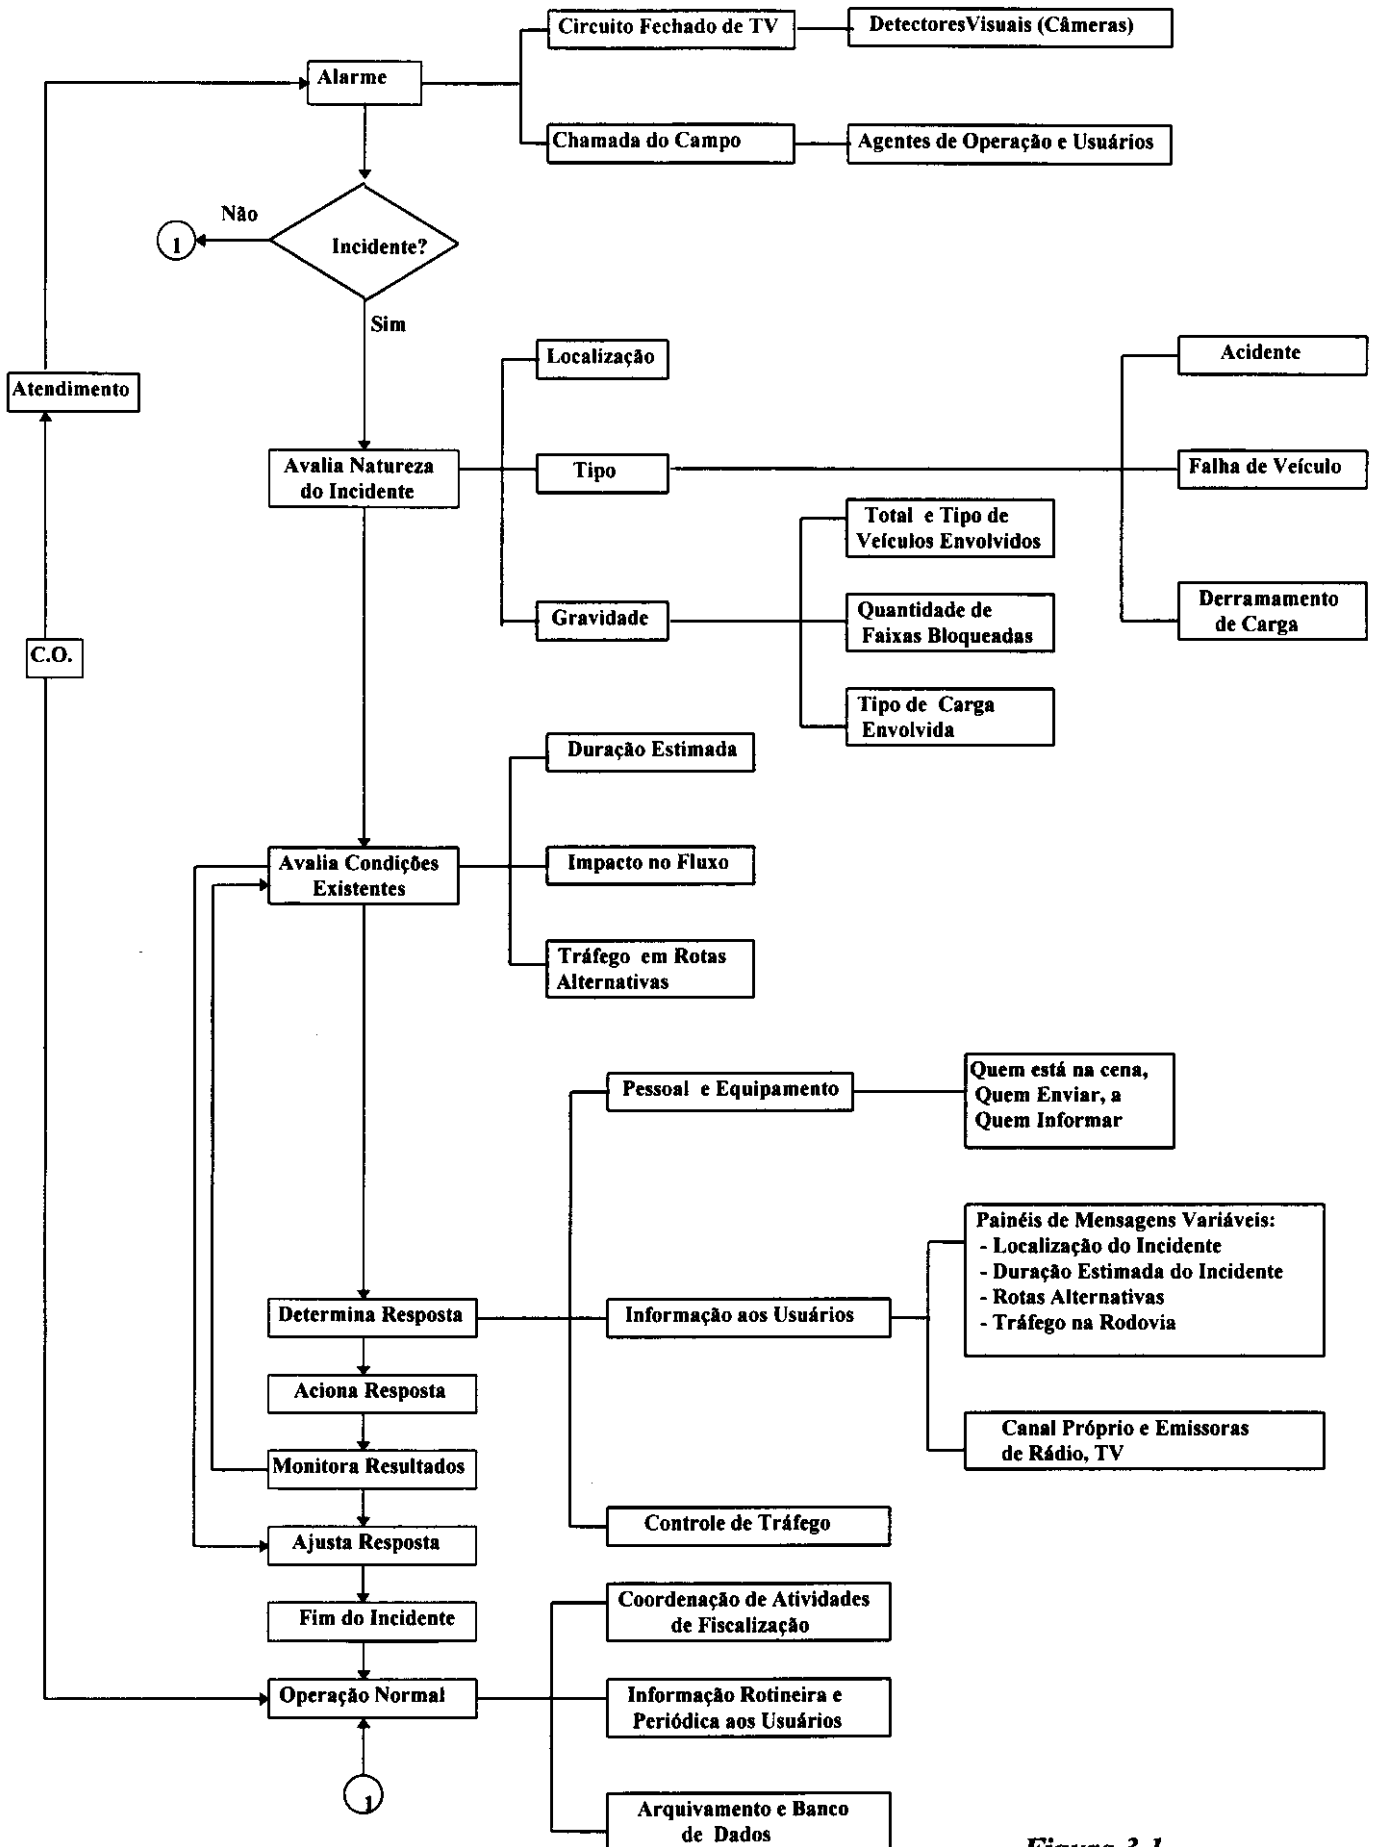 Circuito Fechado de TV
DetectoresVisuais (Câmeras)
Alarme
Chamada do Campo
Agentes de Operação e Usuários
Não
1
Incidente?
Sim
Localização
Acidente
Atendimento
Avalia Natureza
do Incidente
Tipo
Falha de Veículo
Total e Tipo de
Veículos Envolvidos
Gravidade
Quantidade de
Faixas Bloqueadas
Derramamento
de Carga
C.O.
Tipo de Carga
Envolvida
Duração Estimada
Avalia Condições
Existentes
Impacto no Fluxo
Tráfego em Rotas
Alternativas
Pessoal e Equipamento
Quem está na cena,
Quem Enviar, a
Quem Informar
Painéis de Mensagens Variáveis:
- Localização do Incidente
- Duração Estimada do Incidente
- Rotas Alternativas
- Tráfego na Rodovia
Determina Resposta
Informação aos Usuários
Aciona Resposta
Canal Próprio e Emissoras
de Rádio, TV
Monitora Resultados
Controle de Tráfego
Ajusta Resposta
Coordenação de Atividades
de Fiscalização
Fim do Incidente
Operação Normal
Informação Rotineira e
Periódica aos Usuários
1
Arquivamento e Banco
de Dados
Figura 3.1